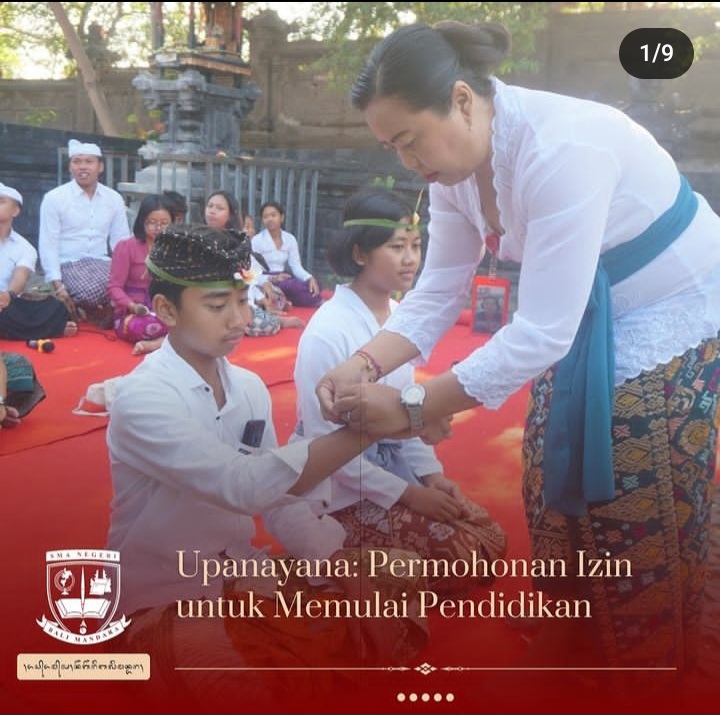 1/9
Upanayana: Permohonan Izin
untuk Memulai Pendidikan
SMA NEGERI
BALI MANDARA